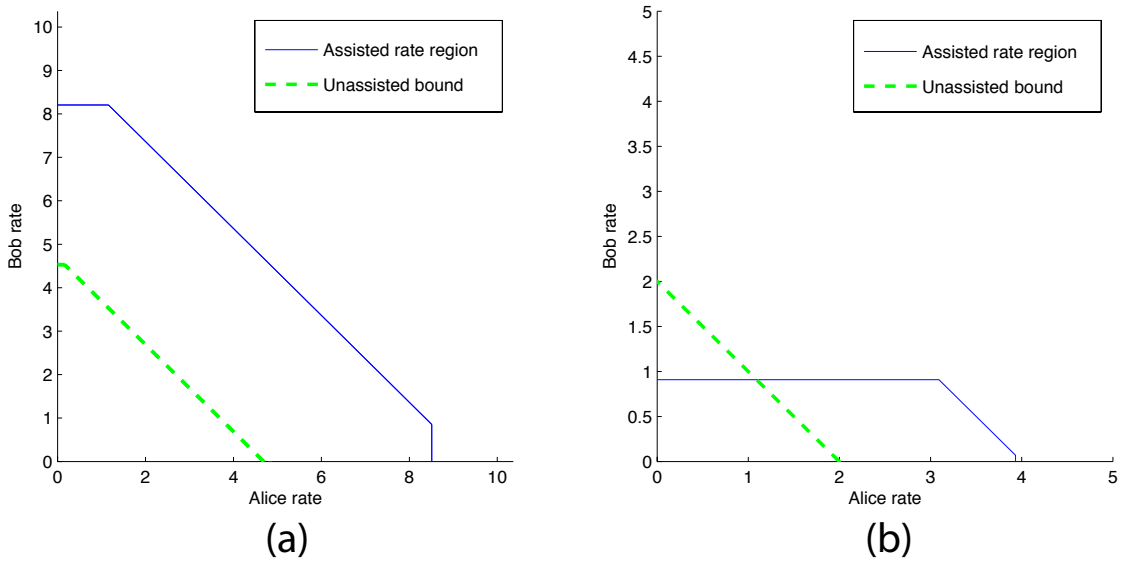 10
9
8
7
6
5
4
3
2
1
0
Bob rate
0 2 4 6 8 10
Alice rate
Assisted rate region
Unassisted bound
(a)
5
4.5
4
3.5
3
2.5
2
1.5
1
0.5
0
Bob rate
0 1 2 3 4 5
Alice rate
Assisted rate region
Unassisted bound
(b)